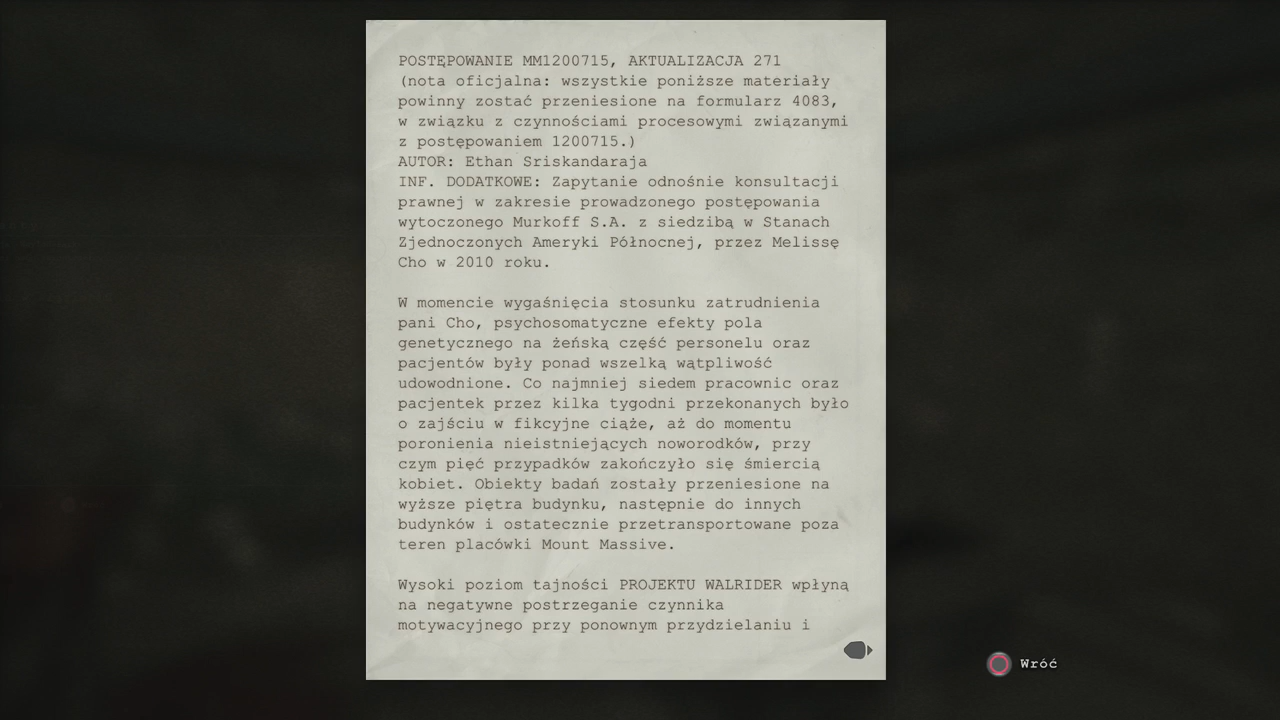 POSTĘPOWANIE MM1200715, AKTUALIZACJA 271
(nota oficjalna: wszystkie poniższe materiały
powinny zostać przeniesione na formularz 4083,
w związku z czynnościami procesowymi związanymi
z postępowaniem 1200715.)
AUTOR: Ethan Sriskandaraja
INF. DODATKOWE: Zapytanie odnośnie konsultacji
prawnej w zakresie prowadzonego postępowania
wytoczonego Murkoff S.A. z siedzibą w Stanach
Zjednoczonych Ameryki Północnej, przez Melissę
Cho w 2010 roku.
W momencie wygaśnięcia stosunku zatrudnienia
pani Cho, psychosomatyczne efekty pola
genetycznego na żeńską część personelu oraz
pacjentów były ponad wszelką wątpliwość
udowodnione. Co najmniej siedem pracownic oraz
pacjentek przez kilka tygodni przekonanych było
o zajściu w fikcyjne ciąże, aż do momentu
poronienia nieistniejących noworodków, przy
czym pięć przypadków zakończyło się śmiercią
kobiet. Obiekty badań zostały przeniesione na
wyższe piętra budynku, następnie do innych
budynków i ostatecznie przetransportowane poza
teren placówki Mount Massive.
Wysoki poziom tajności PROJEKTU WALRIDER wpłyną
na negatywne postrzeganie czynnika
motywacyjnego przy ponownym przydzielaniu i
Wróć